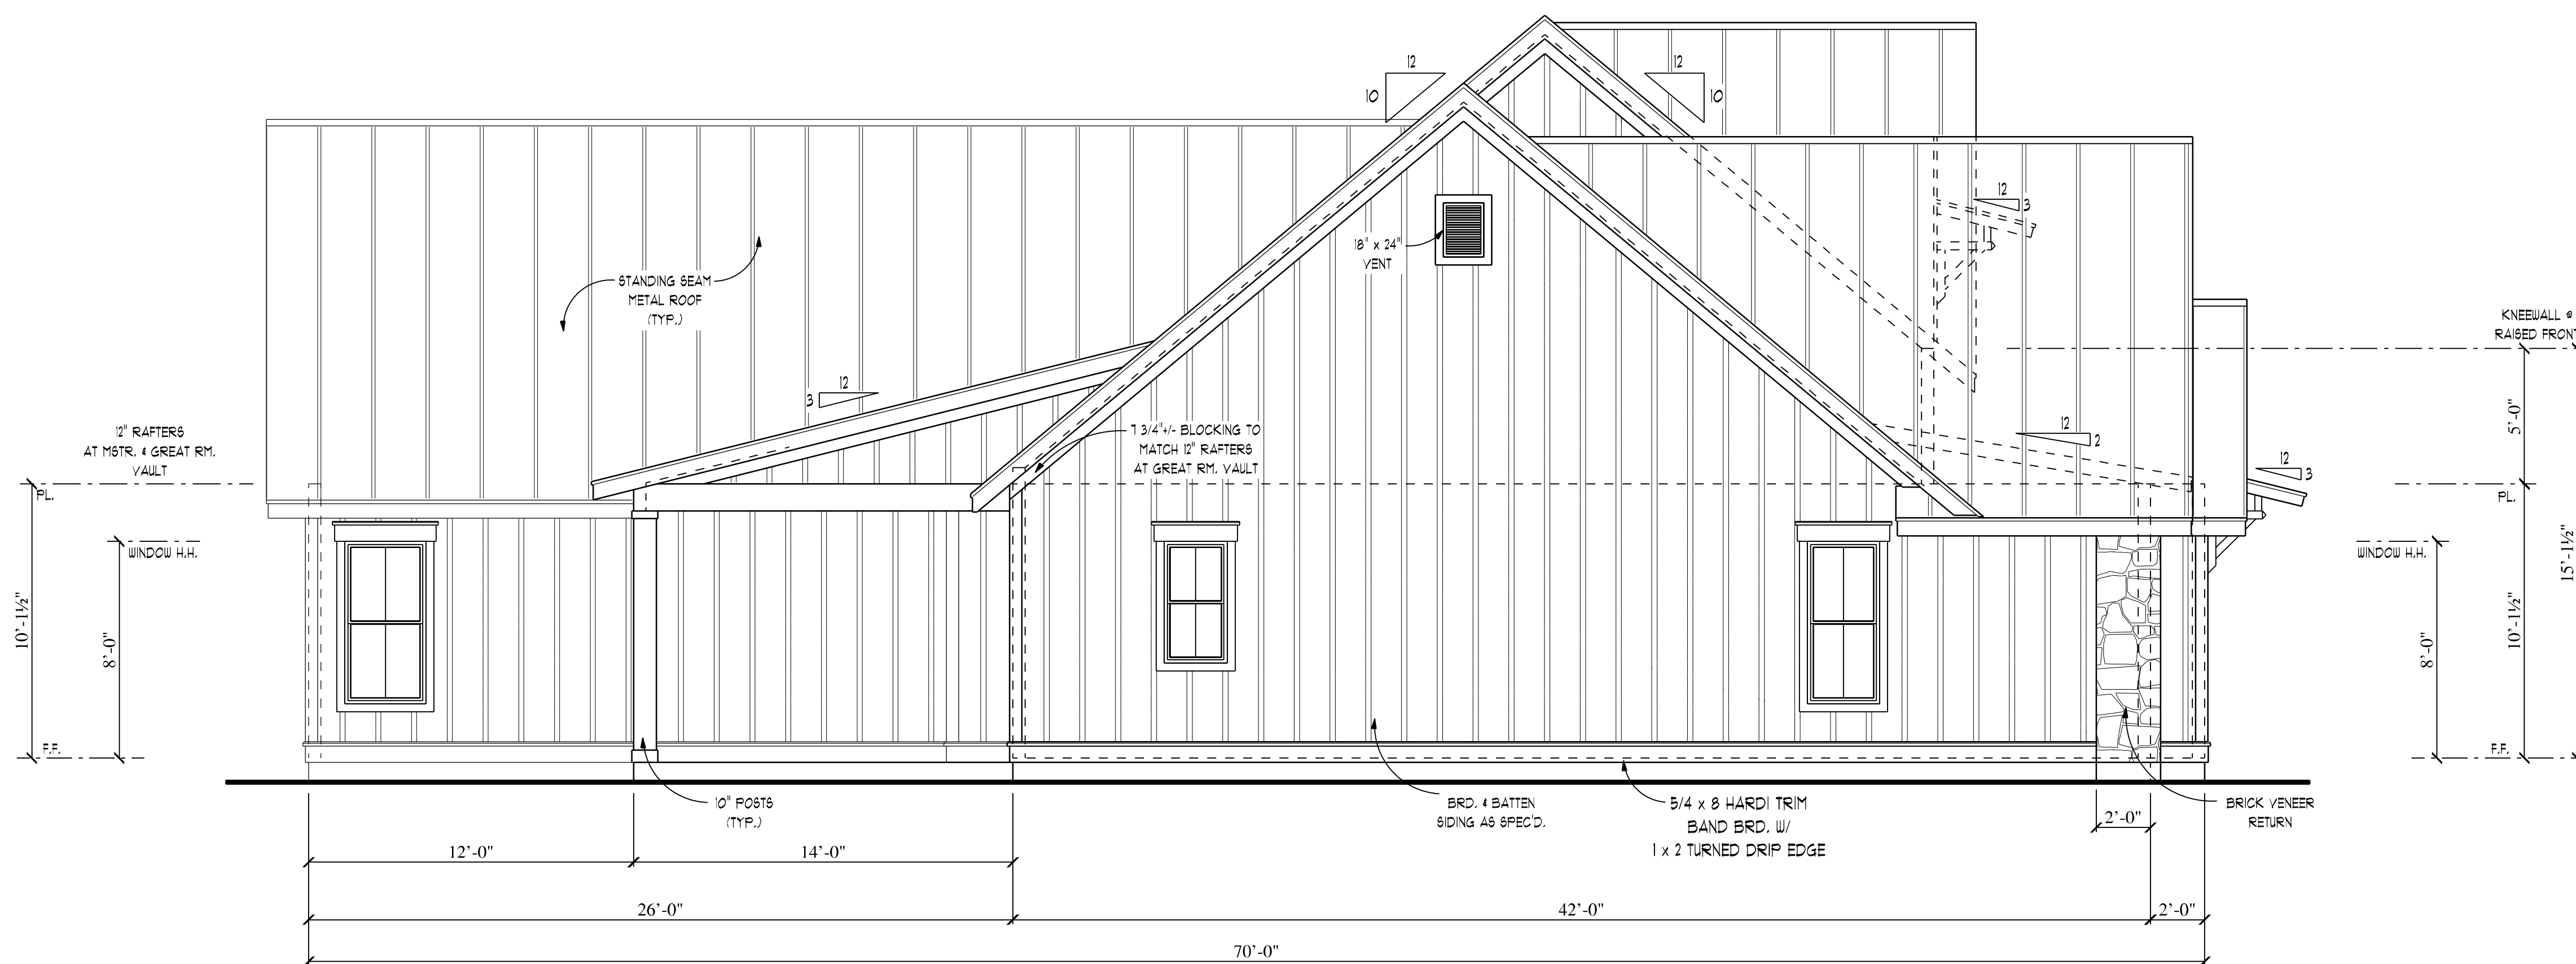 12
10
12
10
12
3
18" x 24"
VENT
STANDING SEAM
METAL ROOF
(TYP.)
KNEEWALL @
RAISED FRONT
12
3
12
2
12
3
12" RAFTERS
AT MSTR. & GREAT RM.
VAULT
7 3/4"+/- BLOCKING TO
MATCH 12" RAFTERS
AT GREAT RM. VAULT
5'-0"
PL.
PL.
WINDOW H.H.
WINDOW H.H.
10'-1½"
8'-0"
8'-0"
10'-1½"
15'-1½"
F.F.
F.F.
10" POSTS
(TYP.)
BRD. & BATTEN
SIDING AS SPEC'D.
5/4 x 8 HARDI TRIM
BAND BRD. W/
1 x 2 TURNED DRIP EDGE
BRICK VENEER
RETURN
2'-0"
12'-0"
14'-0"
26'-0"
42'-0"
2'-0"
70'-0"